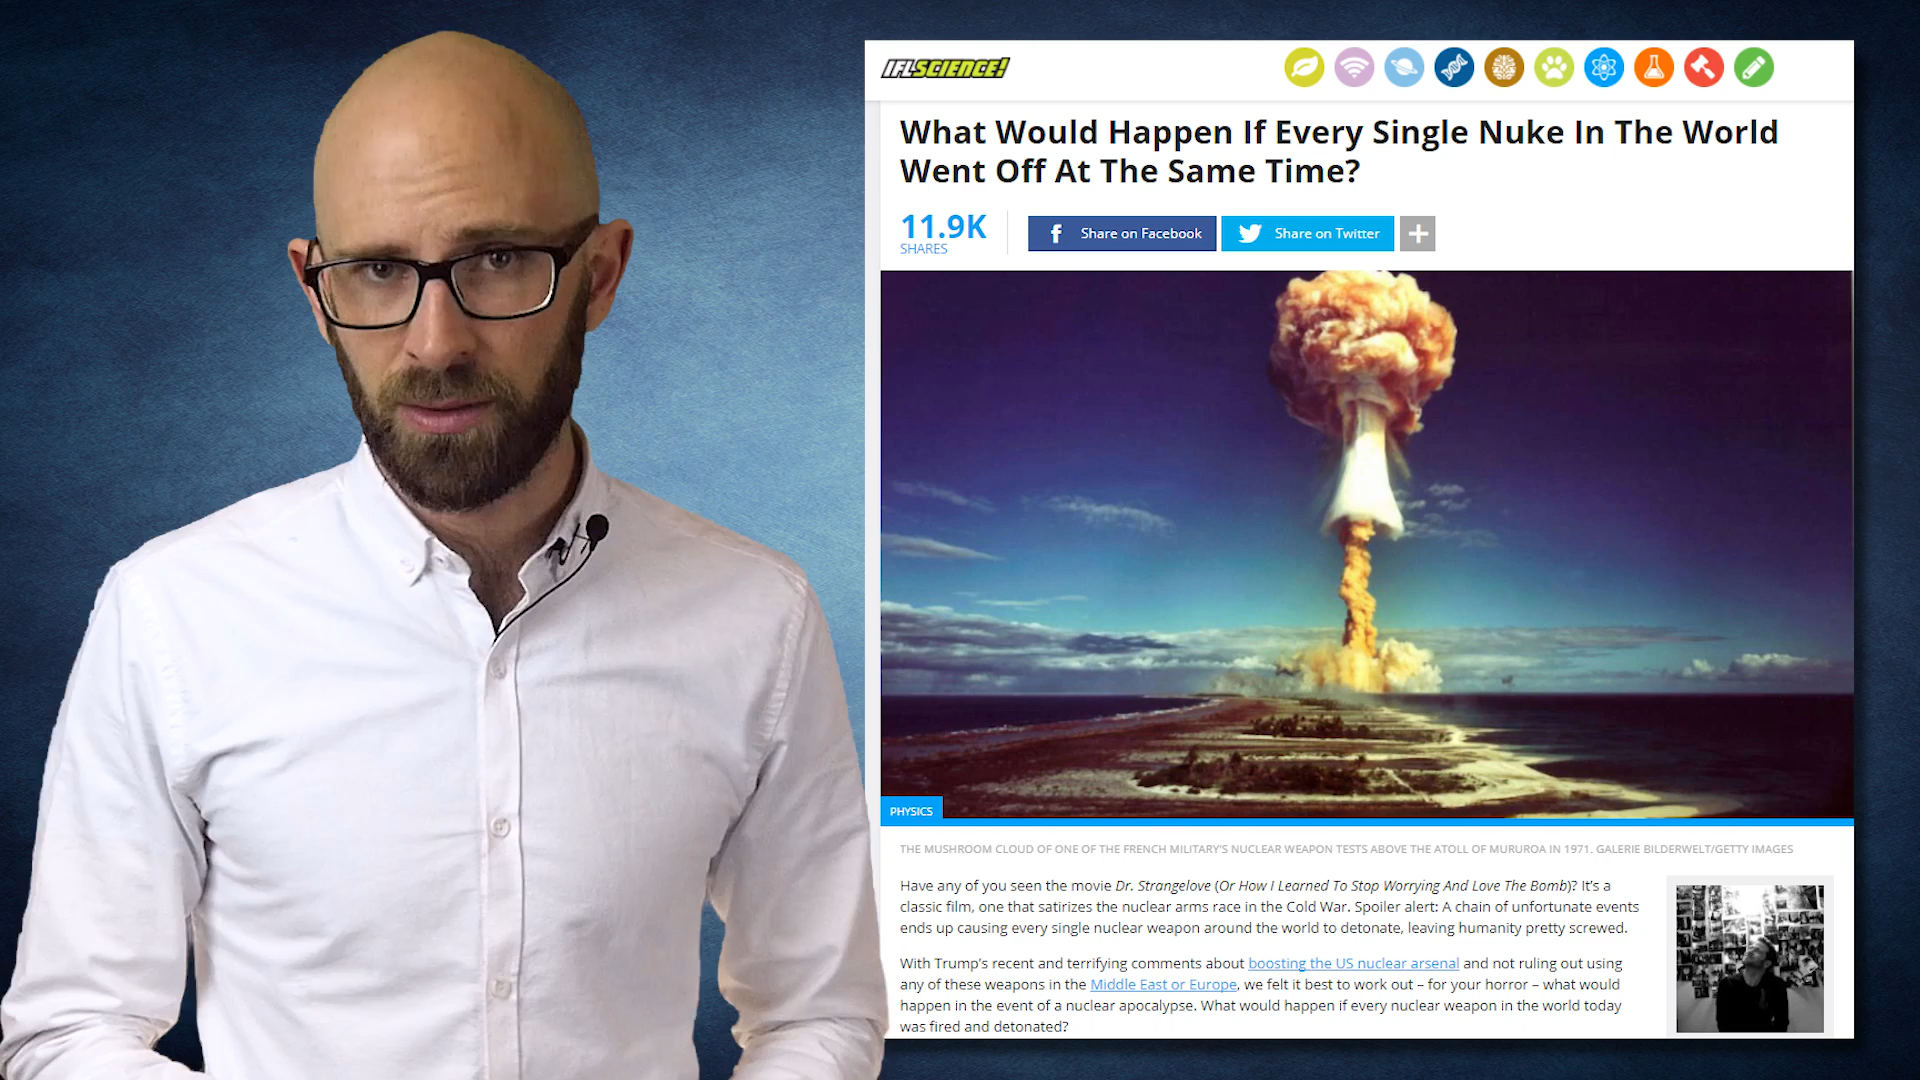 IFLSCIENCE!
What Would Happen If Every Single Nuke In The World
Went Off At The Same Time?
11.9K
SHARES
Share on Facebook
Share on Twitter
PHYSICS
THE MUSHROOM CLOUD OF ONE OF THE FRENCH MILITARY'S NUCLEAR WEAPON TESTS ABOVE THE ATOLL OF MURUROA IN 1971. GALERIE BILDERWELT/GETTY IMAGES
Have any of you seen the movie Dr. Strangelove (Or How I Learned To Stop Worrying And Love The Bomb)? It's a
classic film, one that satirizes the nuclear arms race in the Cold War. Spoiler alert: A chain of unfortunate events
ends up causing every single nuclear weapon around the world to detonate, leaving humanity pretty screwed.
With Trump's recent and terrifying comments about boosting the US nuclear arsenal and not ruling out using
any of these weapons in the Middle East or Europe, we felt it best to work out – for your horror – what would
happen in the event of a nuclear apocalypse. What would happen if every nuclear weapon in the world today
was fired and detonated?